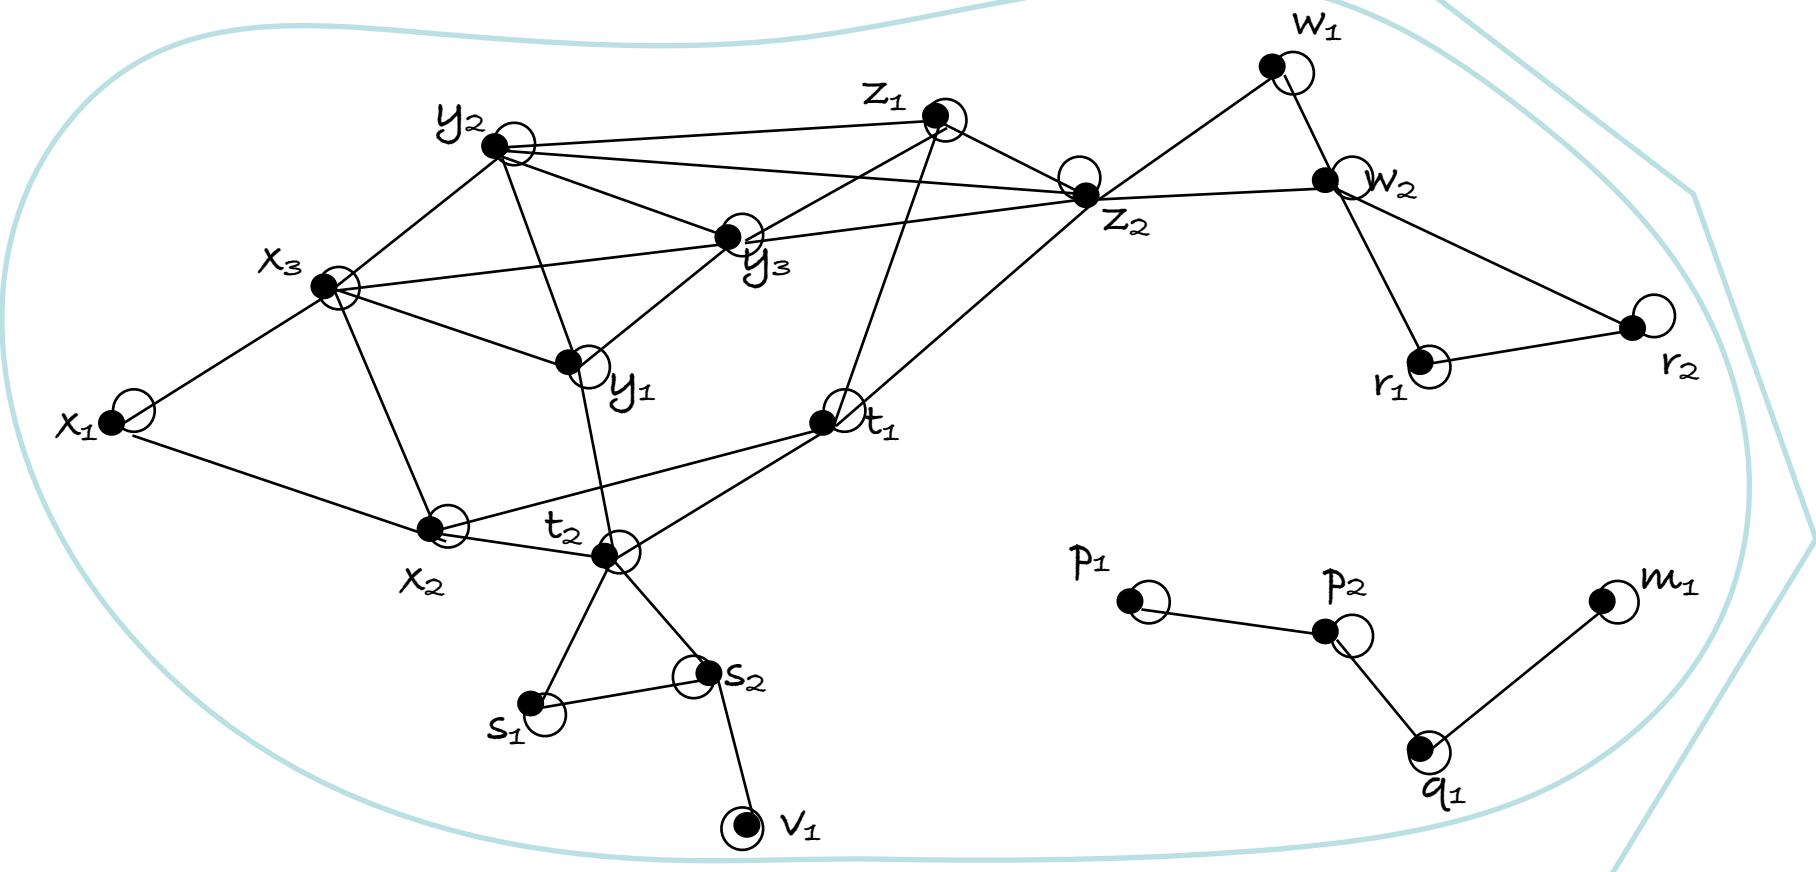 w₁
z₁
y₂
w₂
z₂
x₃
y₃
r₂
r₁
y₁
x₁
t₁
t₂
p₁
x₂
p₂
m₁
s₂
s₁
q₁
v₁